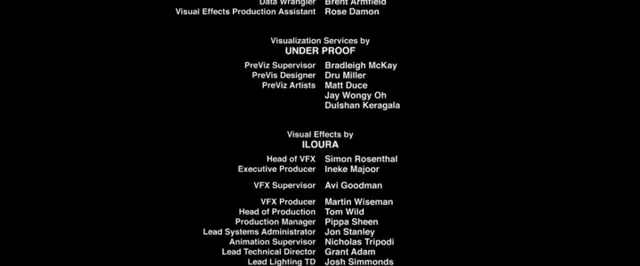 Data Wrangler Brent Armfield
Visual Effects Production Assistant Rose Damon
Visualization Services by
UNDER PROOF
PreViz Supervisor Bradleigh McKay
PreVis Designer Dru Miller
PreViz Artists Matt Duce
Jay Wongy Oh
Dulshan Keragala
Visual Effects by
ILOURA
Head of VFX Simon Rosenthal
Executive Producer Ineke Majoor
VFX Supervisor Avi Goodman
VFX Producer Martin Wiseman
Head of Production Tom Wild
Production Manager Pippa Sheen
Lead Systems Administrator Jon Stanley
Animation Supervisor Nicholas Tripodi
Lead Technical Director Grant Adam
Lead Lighting TD Josh Simmonds